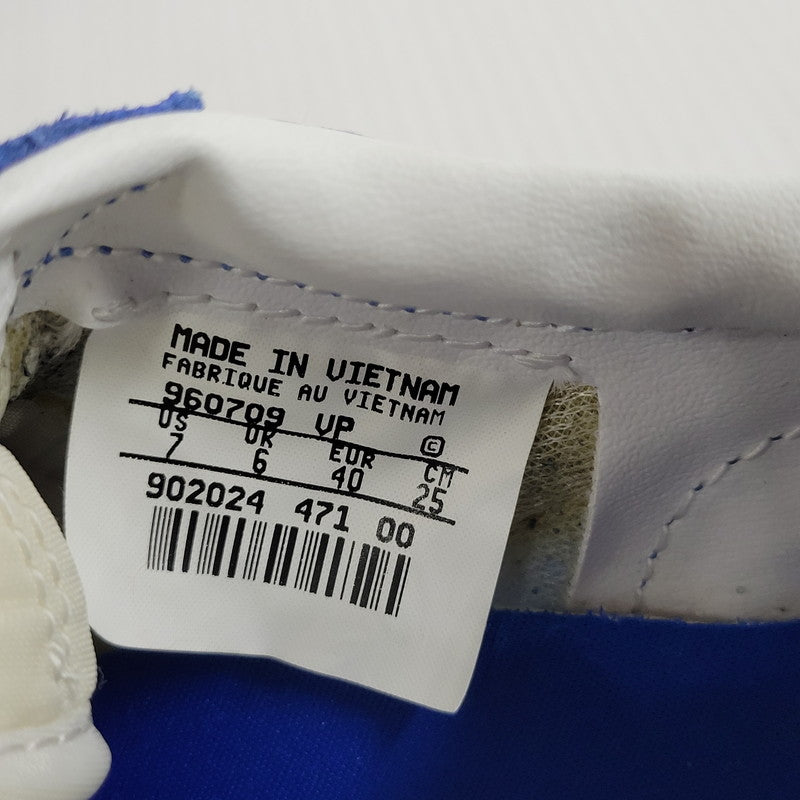 MADE IN VIETNAM
FABRIQUE AU VIETNAM
960709 VP ©
US UK EUR CM
7 6 40 25
902024 471 00